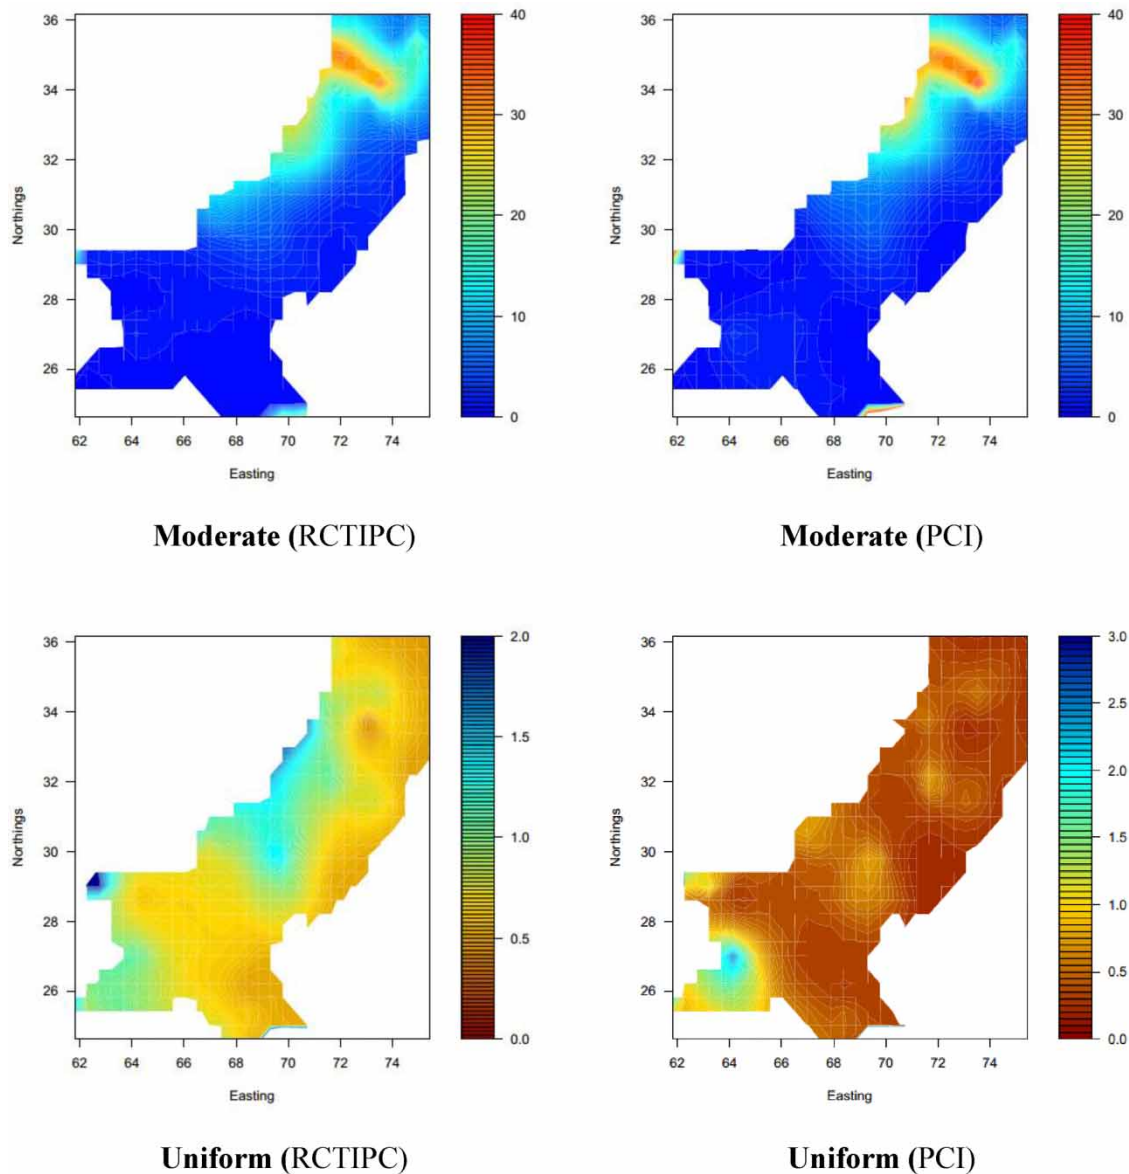 36
34
32
30
28
26
Northings
62 64 66 68 70 72 74
Easting
40
30
20
10
0
Moderate (RCTIPC)
36
34
32
30
28
26
Northings
62 64 66 68 70 72 74
Easting
40
30
20
10
0
Moderate (PCI)
36
34
32
30
28
26
Northings
62 64 66 68 70 72 74
Easting
2.0
1.5
1.0
0.5
0.0
Uniform (RCTIPC)
36
34
32
30
28
26
Northings
62 64 66 68 70 72 74
Easting
3.0
2.5
2.0
1.5
1.0
0.5
0.0
Uniform (PCI)